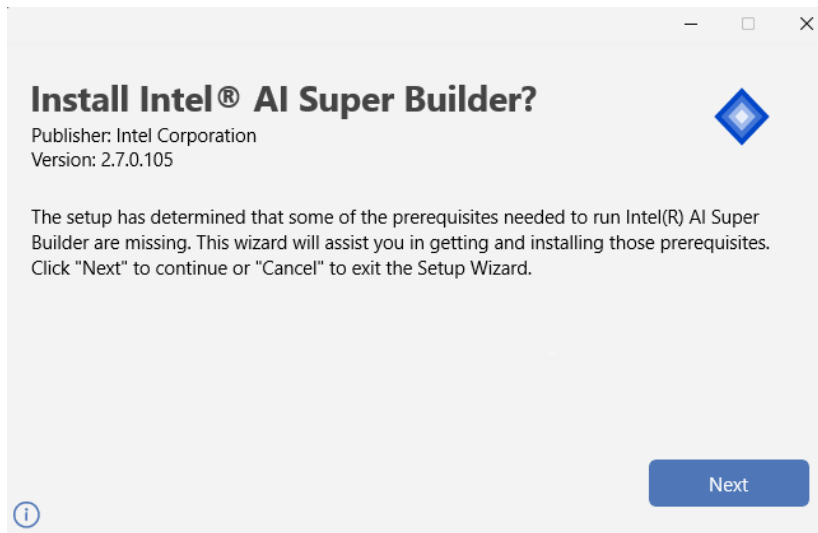 Install Intel® AI Super Builder?
Publisher: Intel Corporation
Version: 2.7.0.105
The setup has determined that some of the prerequisites needed to run Intel(R) AI Super
Builder are missing. This wizard will assist you in getting and installing those prerequisites.
Click "Next" to continue or "Cancel" to exit the Setup Wizard.
Next